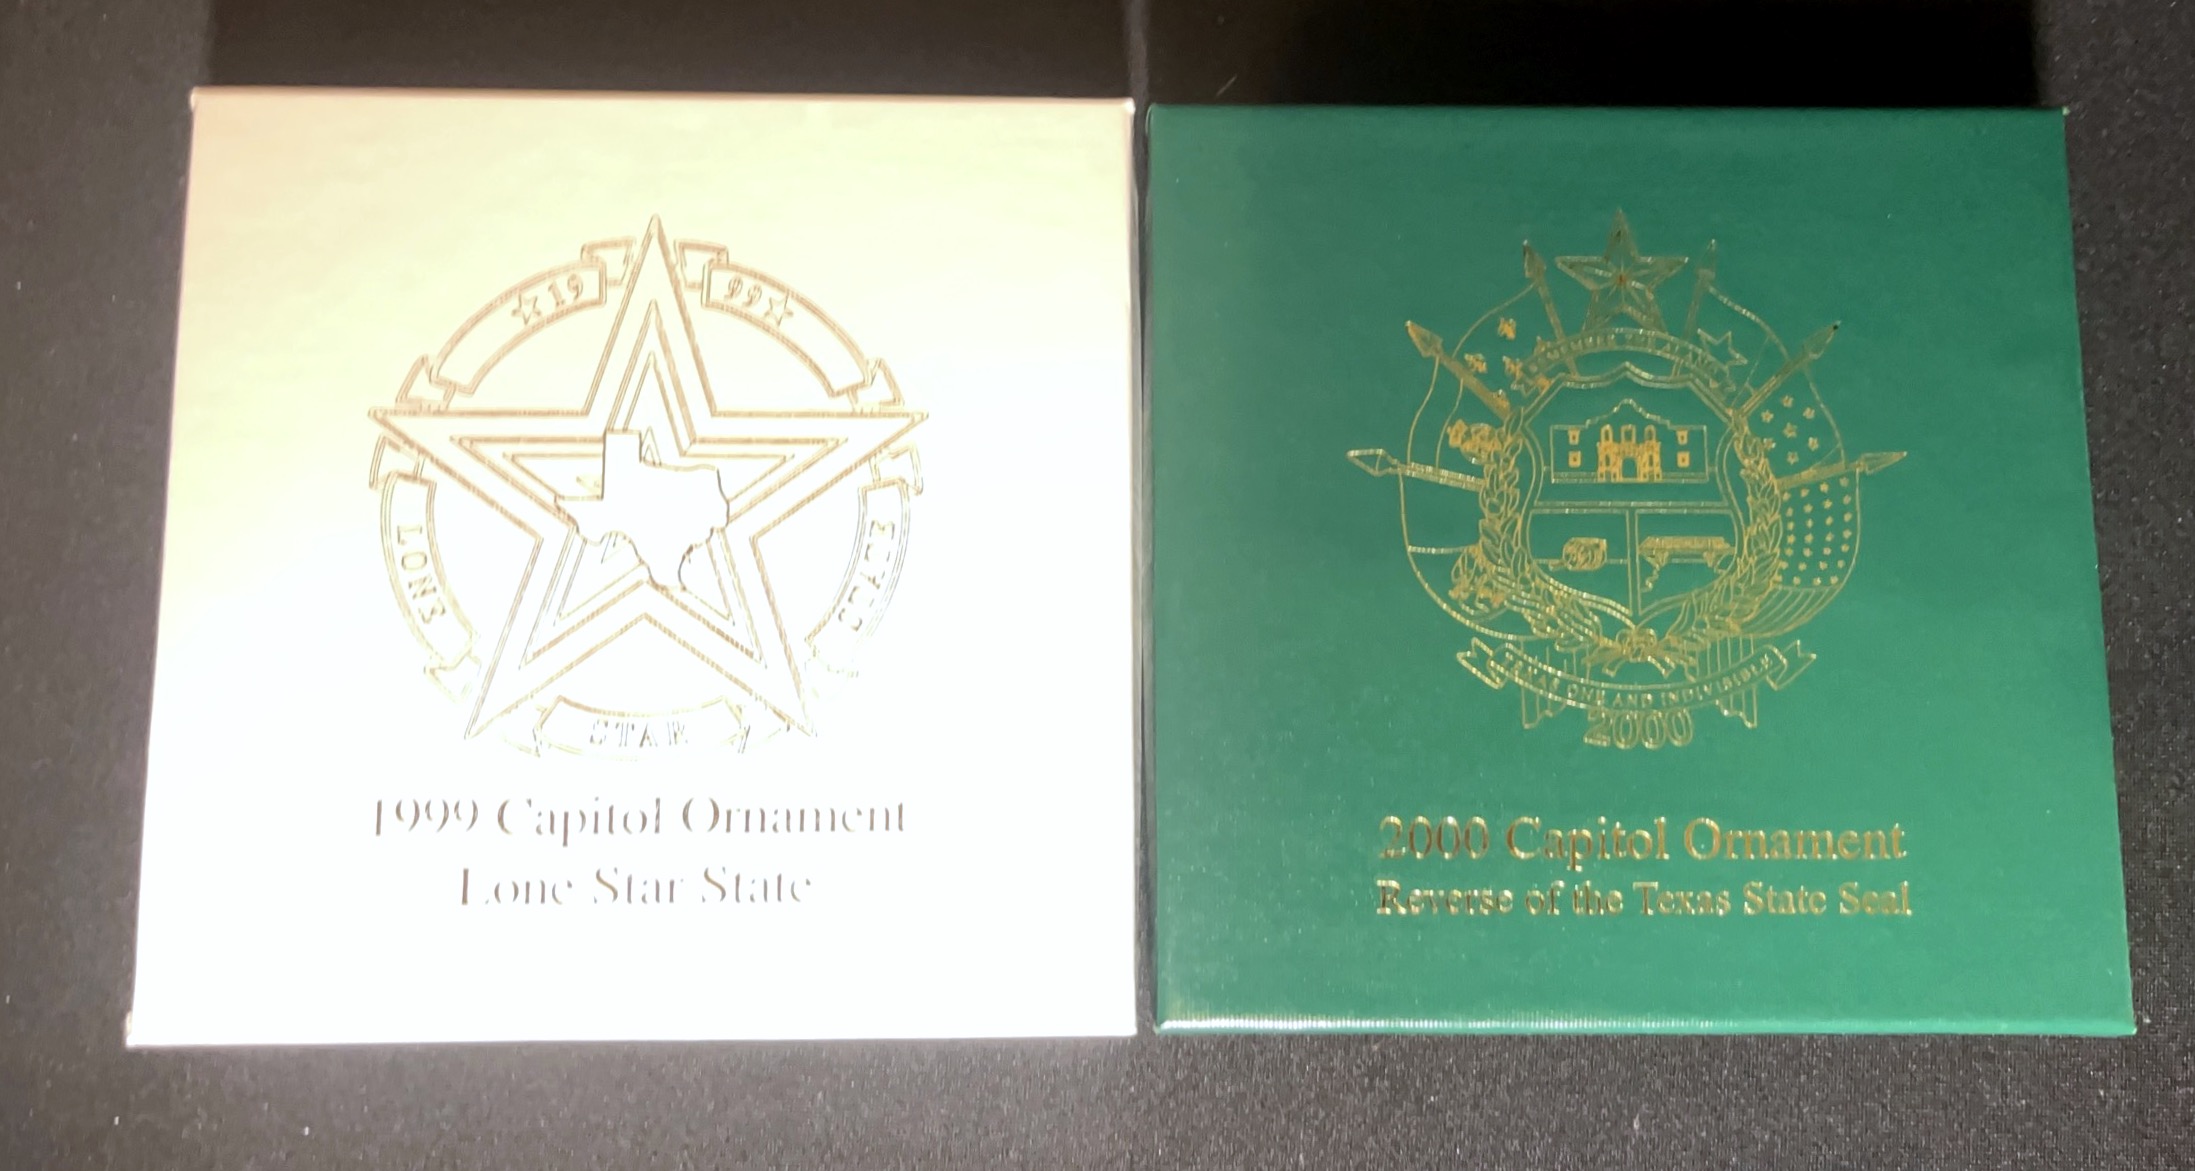 19 99
LONE
STAR
STATE
1999 Capitol Ornament
Lone Star State
REMEMBER THE ALAMO
TEXAS ONE AND INDIVISIBLE
2000
2000 Capitol Ornament
Reverse of the Texas State Seal